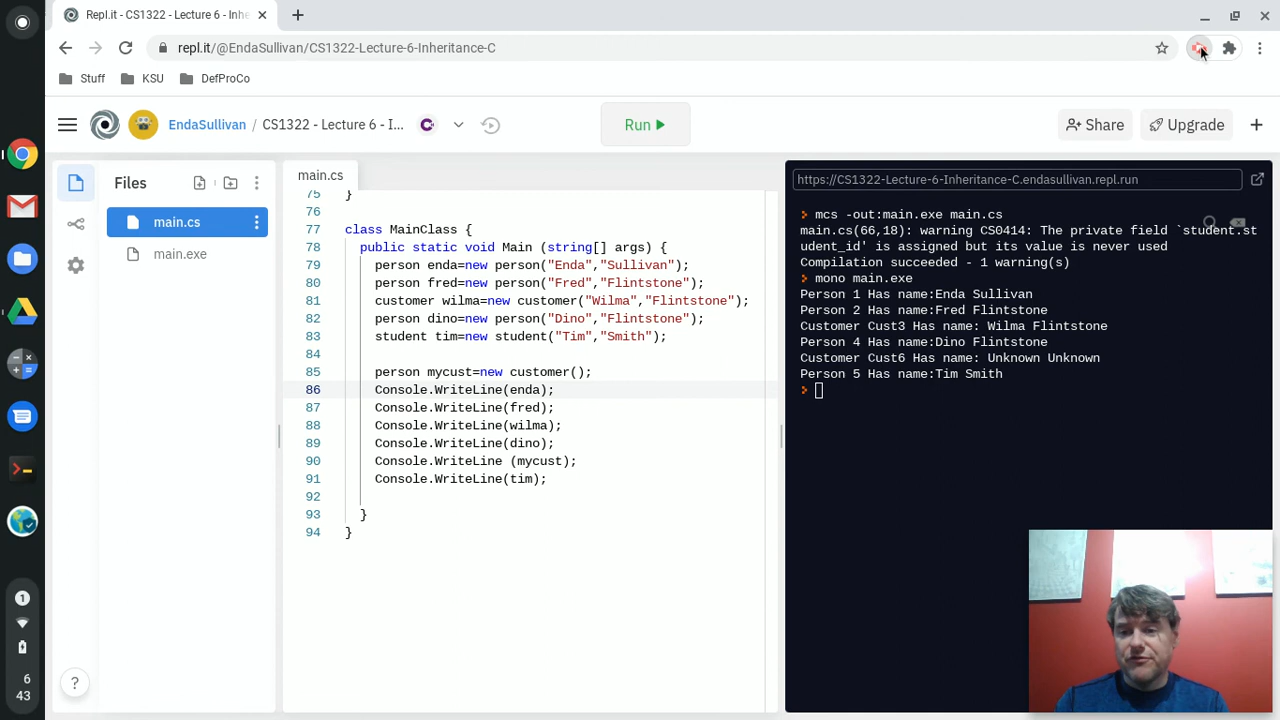 Repl.it - CS1322 - Lecture 6 - Inhe
repl.it/@EndaSullivan/CS1322-Lecture-6-Inheritance-C
Stuff
KSU
DefProCo
EndaSullivan / CS1322 - Lecture 6 - I...
Run
Share
Upgrade
Files
main.cs
main.exe
main.cs
75 }
76
77 class MainClass {
78 public static void Main (string[] args) {
79 person enda=new person("Enda","Sullivan");
80 person fred=new person("Fred","Flintstone");
81 customer wilma=new customer("Wilma","Flintstone");
82 person dino=new person("Dino","Flintstone");
83 student tim=new student("Tim","Smith");
84
85 person mycust=new customer();
86 Console.WriteLine(enda);
87 Console.WriteLine(fred);
88 Console.WriteLine(wilma);
89 Console.WriteLine(dino);
90 Console.WriteLine (mycust);
91 Console.WriteLine(tim);
92
93 }
94 }
https://CS1322-Lecture-6-Inheritance-C.endasullivan.repl.run
mcs -out:main.exe main.cs
main.cs(66,18): warning CS0414: The private field `student.st
udent_id' is assigned but its value is never used
Compilation succeeded - 1 warning(s)
mono main.exe
Person 1 Has name:Enda Sullivan
Person 2 Has name:Fred Flintstone
Customer Cust3 Has name: Wilma Flintstone
Person 4 Has name:Dino Flintstone
Customer Cust6 Has name: Unknown Unknown
Person 5 Has name:Tim Smith
1
6
43
?